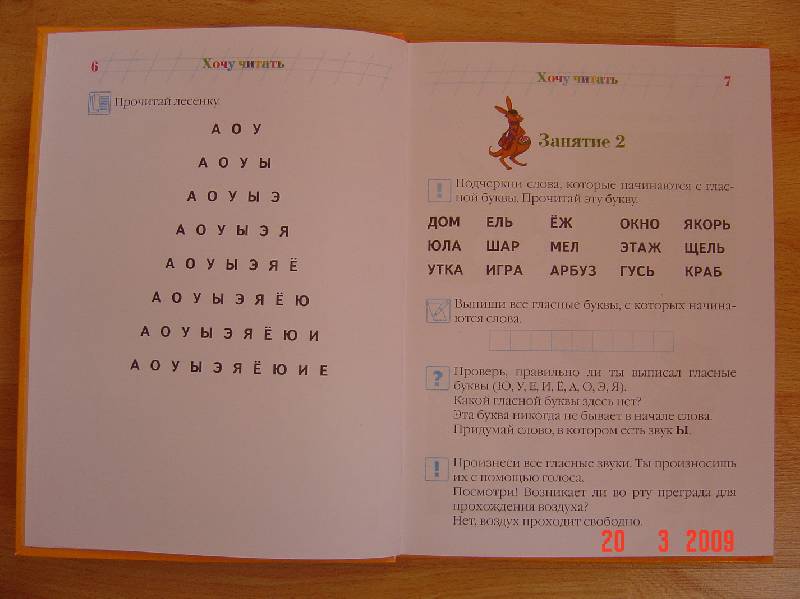 6 Хочу читать
Прочитай лесенку.
А О У
А О У Ы
А О У Ы Э
А О У Ы Э Я
А О У Ы Э Я Ё
А О У Ы Э Я Ё Ю
А О У Ы Э Я Ё Ю И
А О У Ы Э Я Ё Ю И Е
Хочу читать 7
Занятие 2
Подчеркни слова, которые начинаются с глас-
ной буквы. Прочитай эту букву.
ДОМ ЕЛЬ ЁЖ ОКНО ЯКОРЬ
ЮЛА ШАР МЕЛ ЭТАЖ ЩЕЛЬ
УТКА ИГРА АРБУЗ ГУСЬ КРАБ
Выпиши все гласные буквы, с которых начина-
ются слова.
Проверь, правильно ли ты выписал гласные
буквы (Ю, У, Е, И, Ё, А, О, Э, Я).
Какой гласной буквы здесь нет?
Эта буква никогда не бывает в начале слова.
Придумай слово, в котором есть звук Ы.
Произнеси все гласные звуки. Ты произносишь
их с помощью голоса.
Посмотри! Возникает ли во рту преграда для
прохождения воздуха?
Нет, воздух проходит свободно.
20 3 2009